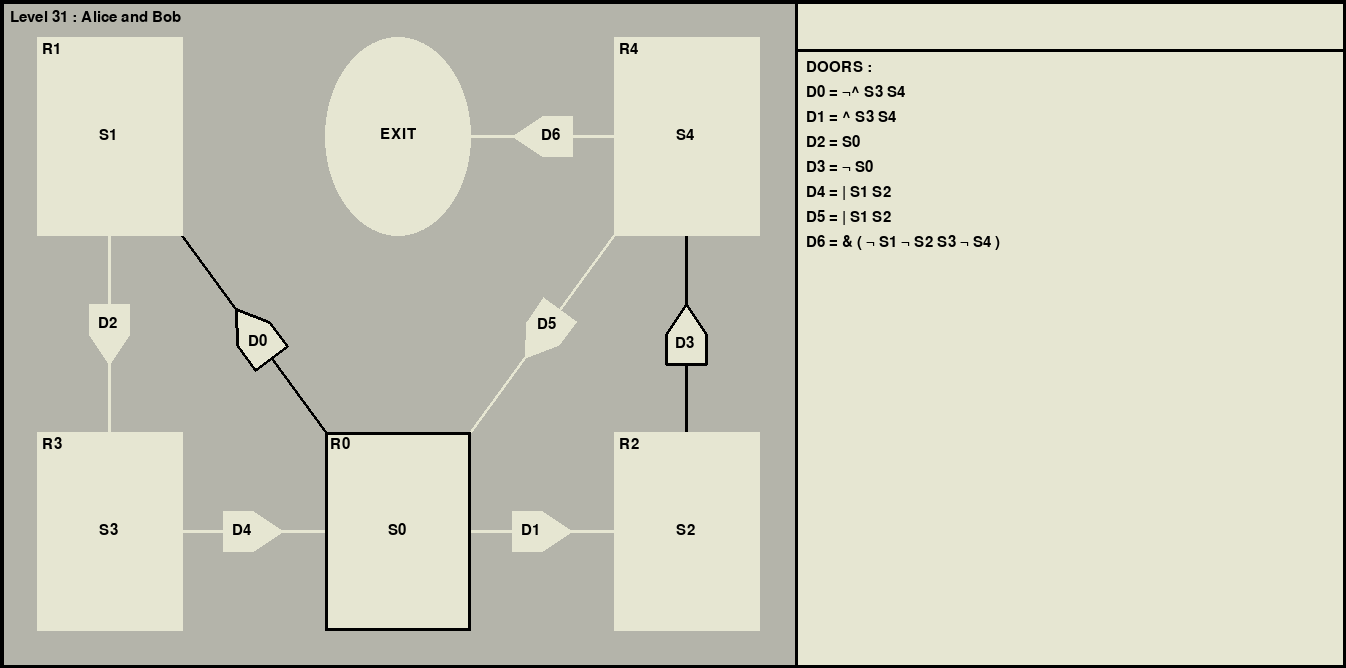 Level 31 : Alice and Bob
R1
S1
EXIT
D6
R4
S4
D2
D0
D5
D3
R3
S3
D4
R0
S0
D1
R2
S2
DOORS :
D0 = ¬^ S3 S4
D1 = ^ S3 S4
D2 = S0
D3 = ¬ S0
D4 = | S1 S2
D5 = | S1 S2
D6 = & ( ¬ S1 ¬ S2 S3 ¬ S4 )